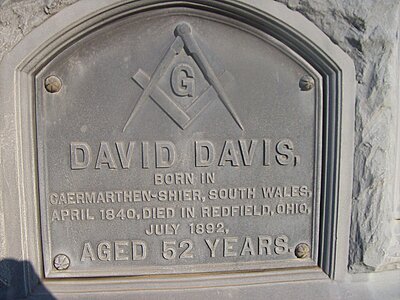 G
DAVID DAVIS,
BORN IN
CAERMARTHEN-SHIER, SOUTH WALES,
APRIL 1840, DIED IN REDFIELD, OHIO,
JULY 1892,
AGED 52 YEARS.